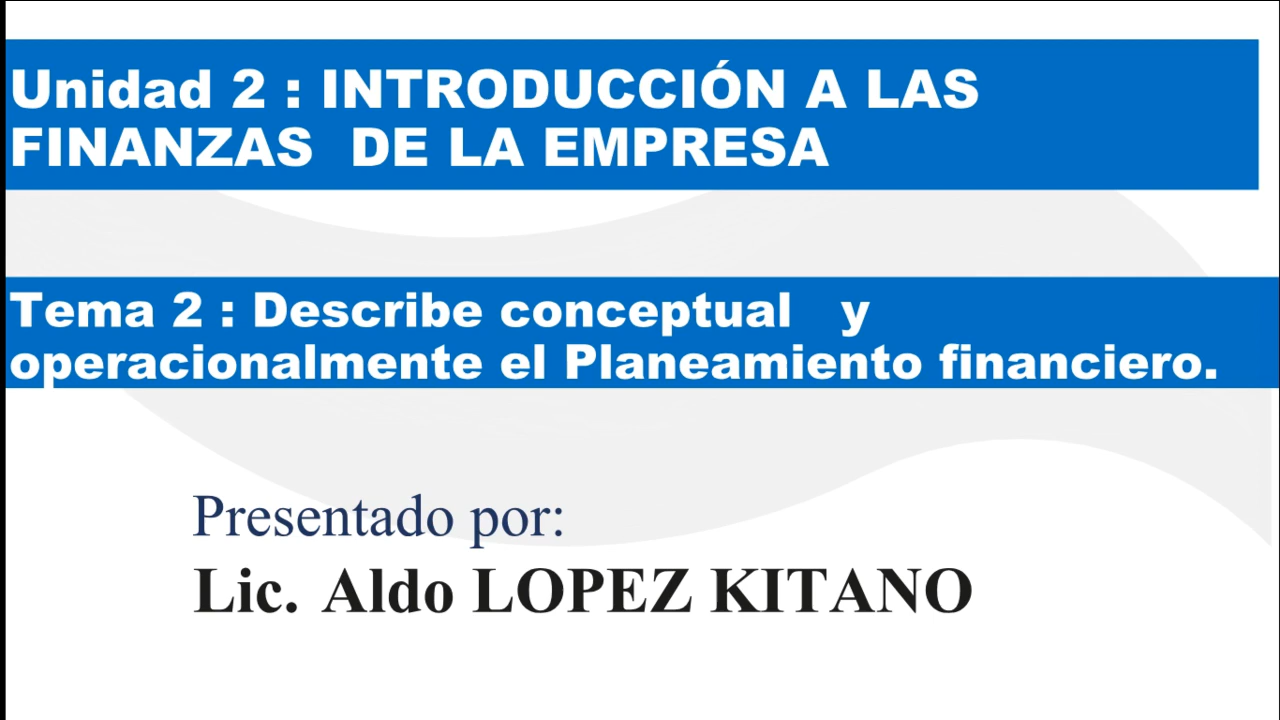 Unidad 2 : INTRODUCCIÓN A LAS
FINANZAS  DE LA EMPRESA
Tema 2 : Describe conceptual   y
operacionalmente el Planeamiento financiero.
Presentado por:
Lic. Aldo LOPEZ KITANO